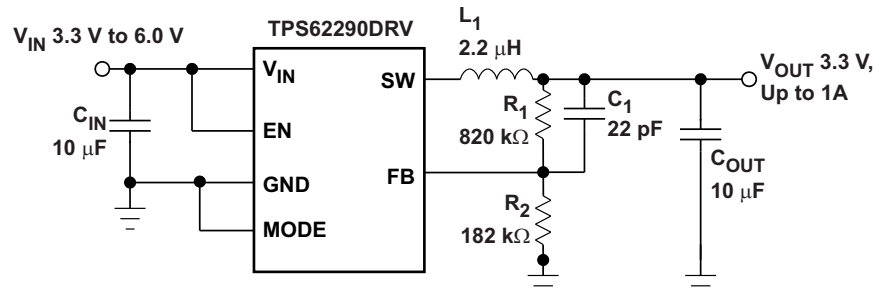 TPS62290DRV
V_IN 3.3 V to 6.0 V
C_IN
10 μF
V_IN
EN
GND
MODE
SW
FB
L_1
2.2 μH
R_1
820 kΩ
C_1
22 pF
R_2
182 kΩ
V_OUT 3.3 V,
Up to 1A
C_OUT
10 μF